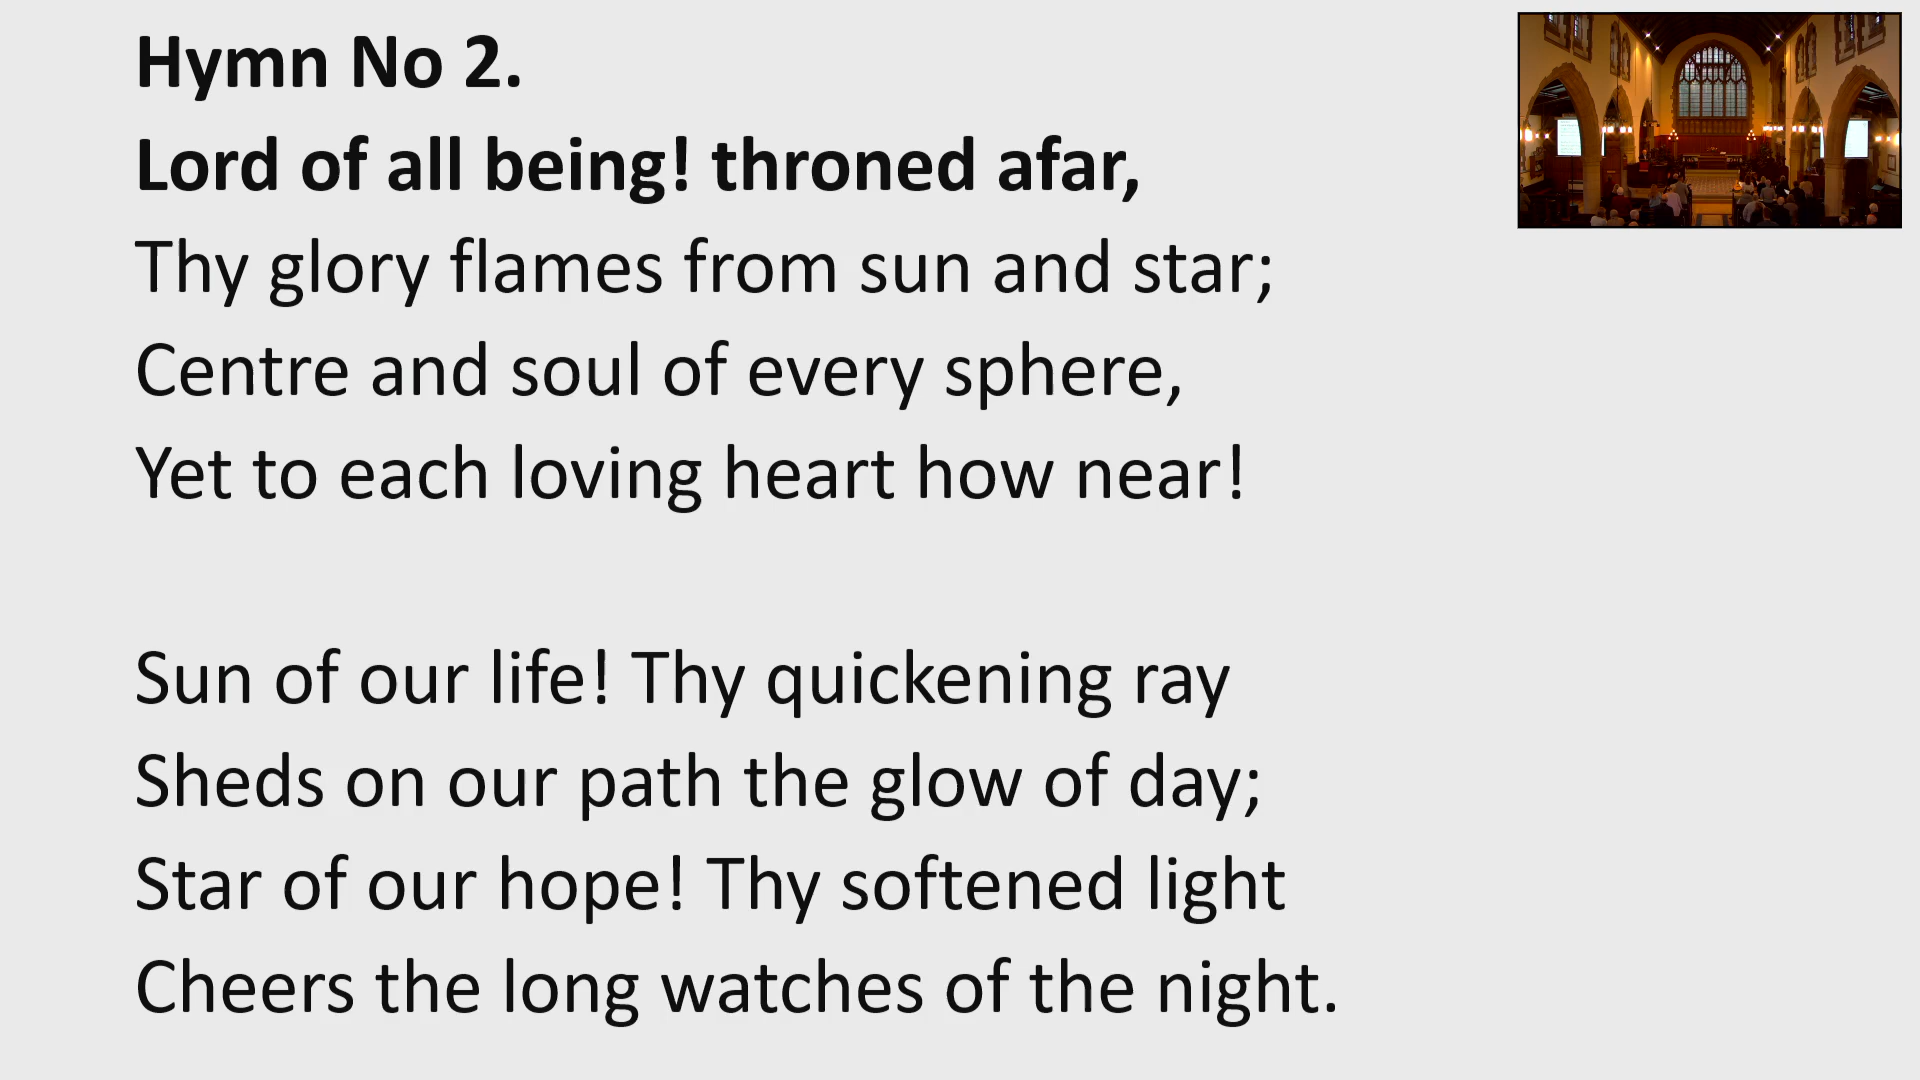 Hymn No 2.
Lord of all being! throned afar,
Thy glory flames from sun and star;
Centre and soul of every sphere,
Yet to each loving heart how near!
Sun of our life! Thy quickening ray
Sheds on our path the glow of day;
Star of our hope! Thy softened light
Cheers the long watches of the night.